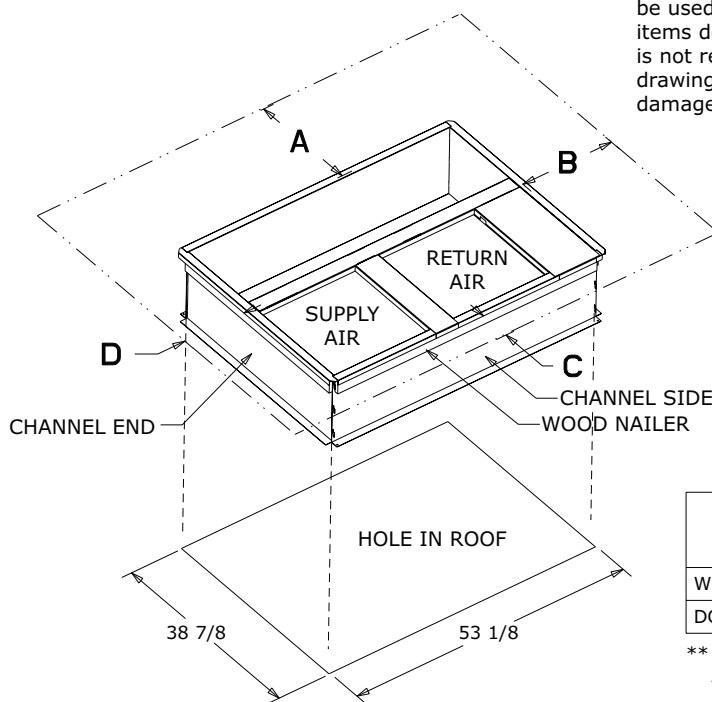 be used
items d
is not re
drawing
damage
A
B
RETURN
AIR
SUPPLY
AIR
D
C
CHANNEL SIDE
CHANNEL END
WOOD NAILER
HOLE IN ROOF
38 7/8
53 1/8
W
DO
**